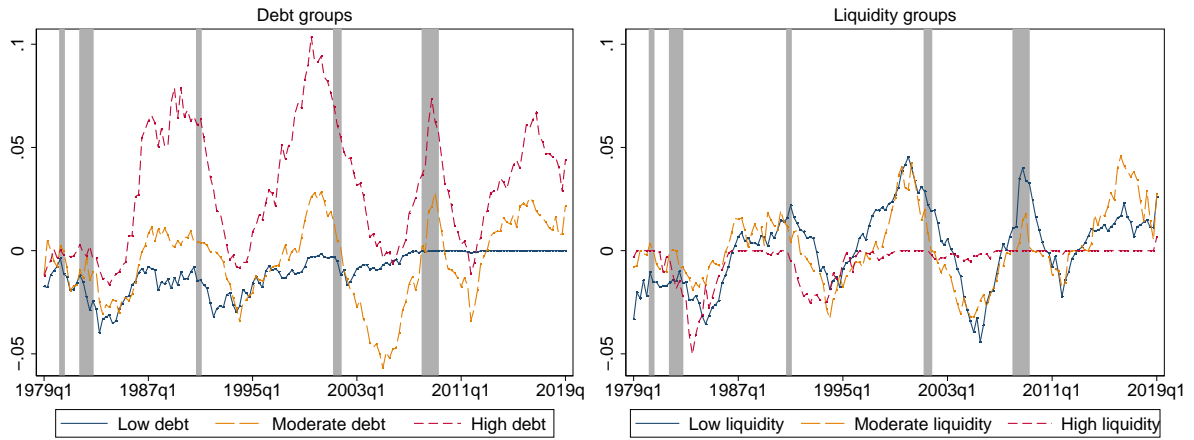 Debt groups
.1
.05
0
-.05
1979q1 1987q1 1995q1 2003q1 2011q1 2019q
Low debt Moderate debt High debt
Liquidity groups
.1
.05
0
-.05
1979q1 1987q1 1995q1 2003q1 2011q1 2019q1
Low liquidity Moderate liquidity High liquidity